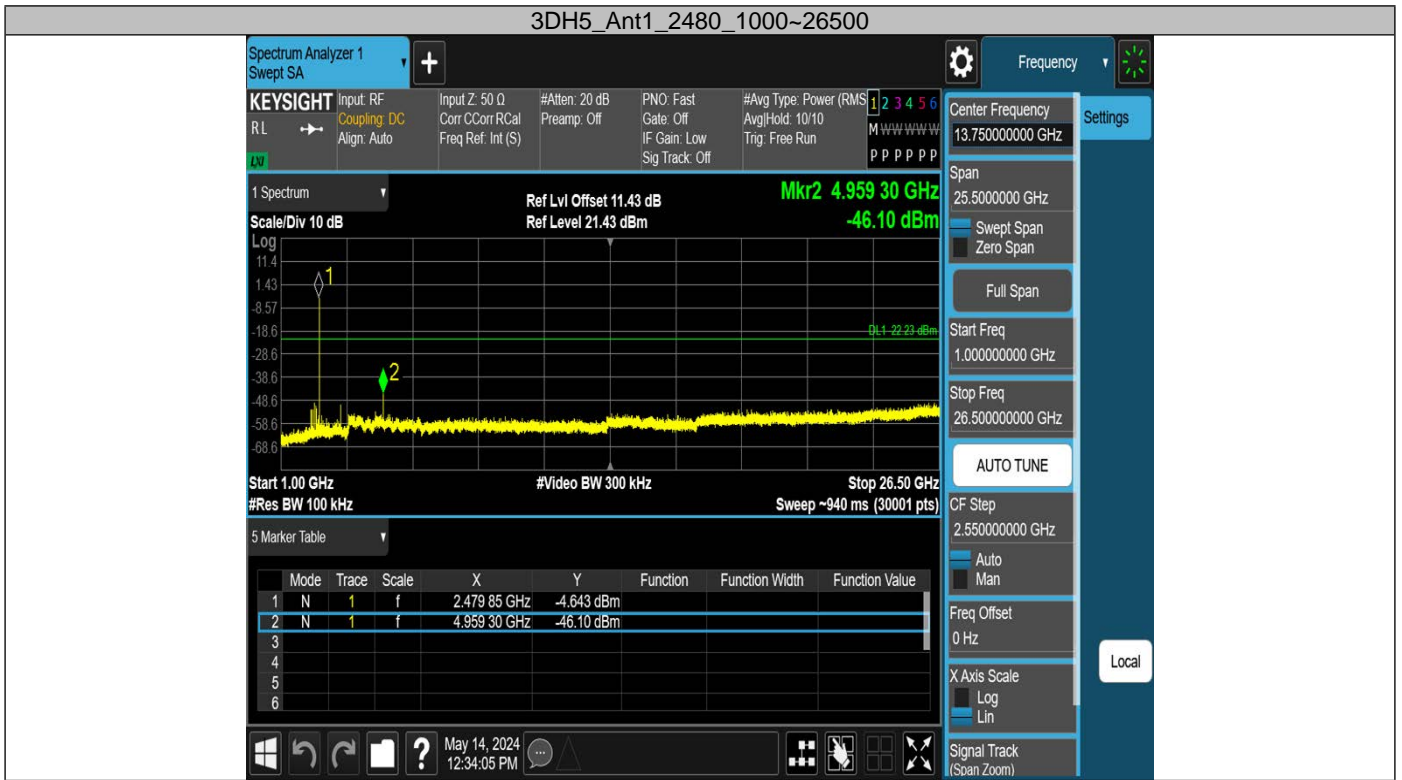 3DH5_Ant1_2480_1000~26500
Spectrum Analyzer 1
Swept SA
+
Frequency
KEYSIGHT
RL
LXI
Input: RF
Coupling: DC
Align: Auto
Input Z: 50 Ω
Corr CCorr RCal
Freq Ref: Int (S)
#Atten: 20 dB
Preamp: Off
PNO: Fast
Gate: Off
IF Gain: Low
Sig Track: Off
#Avg Type: Power (RMS
Avg|Hold: 10/10
Trig: Free Run
1 2 3 4 5 6
M W W W W W
P P P P P P
1 Spectrum
Scale/Div 10 dB
Ref Lvl Offset 11.43 dB
Ref Level 21.43 dBm
Mkr2 4.959 30 GHz
-46.10 dBm
Log
11.4
1.43
-8.57
-18.6
-28.6
-38.6
-48.6
-58.6
-68.6
1
2
DL1 -22.23 dBm
Start 1.00 GHz
#Res BW 100 kHz
#Video BW 300 kHz
Stop 26.50 GHz
Sweep ~940 ms (30001 pts)
5 Marker Table
Mode Trace Scale X Y Function Function Width Function Value
1 N 1 f 2.479 85 GHz -4.643 dBm
2 N 1 f 4.959 30 GHz -46.10 dBm
3
4
5
6
Center Frequency
13.750000000 GHz
Settings
Span
25.5000000 GHz
Swept Span
Zero Span
Full Span
Start Freq
1.000000000 GHz
Stop Freq
26.500000000 GHz
AUTO TUNE
CF Step
2.550000000 GHz
Auto
Man
Freq Offset
0 Hz
X Axis Scale
Log
Lin
Local
Signal Track
(Span Zoom)
?
May 14, 2024
12:34:05 PM